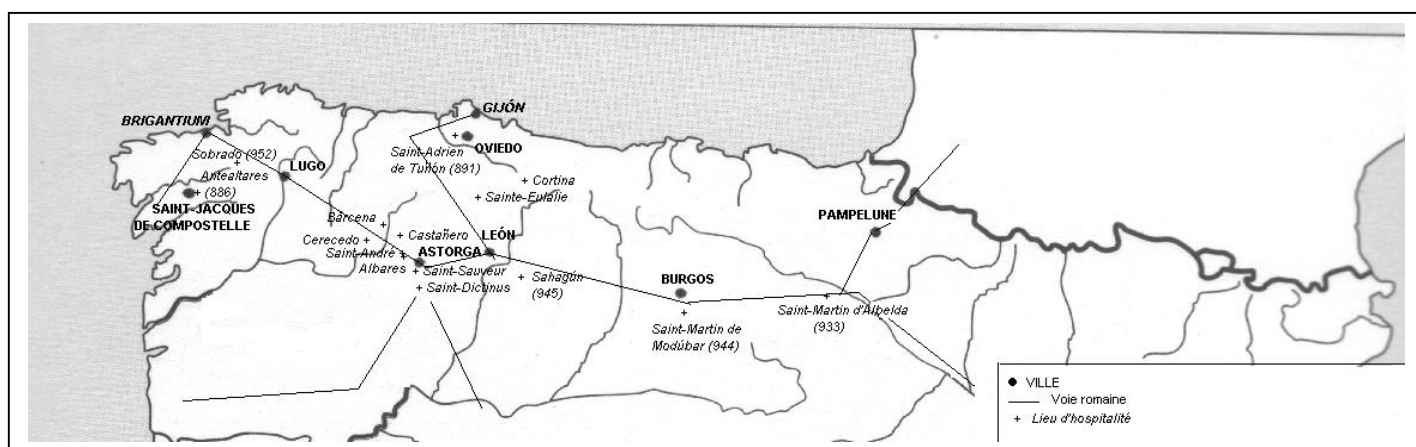 GIJÓN
BRIGANTIUM
OVIEDO
Sobrado (952)
Saint-Adrien
de Tuñón (891)
LUGO
Antealtares
(886)
Cortina
Sainte-Eulalie
SAINT-JACQUES
DE COMPOSTELLE
Bárcena
PAMPELUNE
Castañero
LEÓN
Cerecedo
Saint-André
ASTORGA
Albares
Saint-Sauveur
Saint-Dictinus
Sahagún
(945)
BURGOS
Saint-Martin d'Albelda
(933)
Saint-Martin de
Modúbar (944)
VILLE
Voie romaine
Lieu d'hospitalité